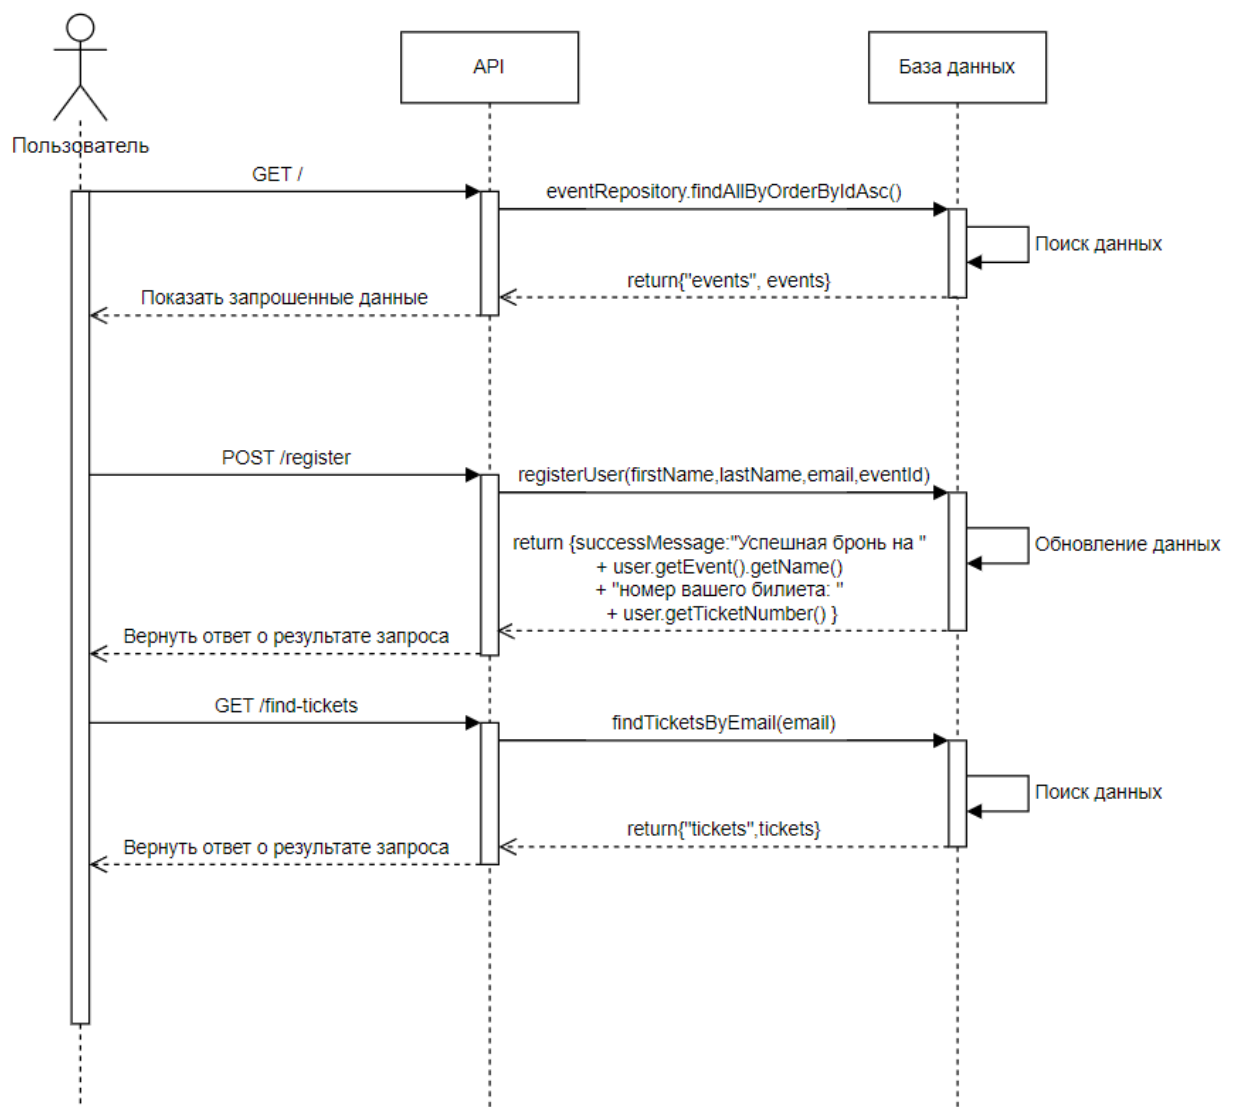 API
База данных
Пользователь
GET /
eventRepository.findAllByOrderByIdAsc()
Поиск данных
return{"events", events}
Показать запрошенные данные
POST /register
registerUser(firstName,lastName,email,eventId)
return {successMessage:"Успешная бронь на "
+ user.getEvent().getName()
+ "номер вашего билиета: "
+ user.getTicketNumber() }
Обновление данных
Вернуть ответ о результате запроса
GET /find-tickets
findTicketsByEmail(email)
Поиск данных
return{"tickets",tickets}
Вернуть ответ о результате запроса